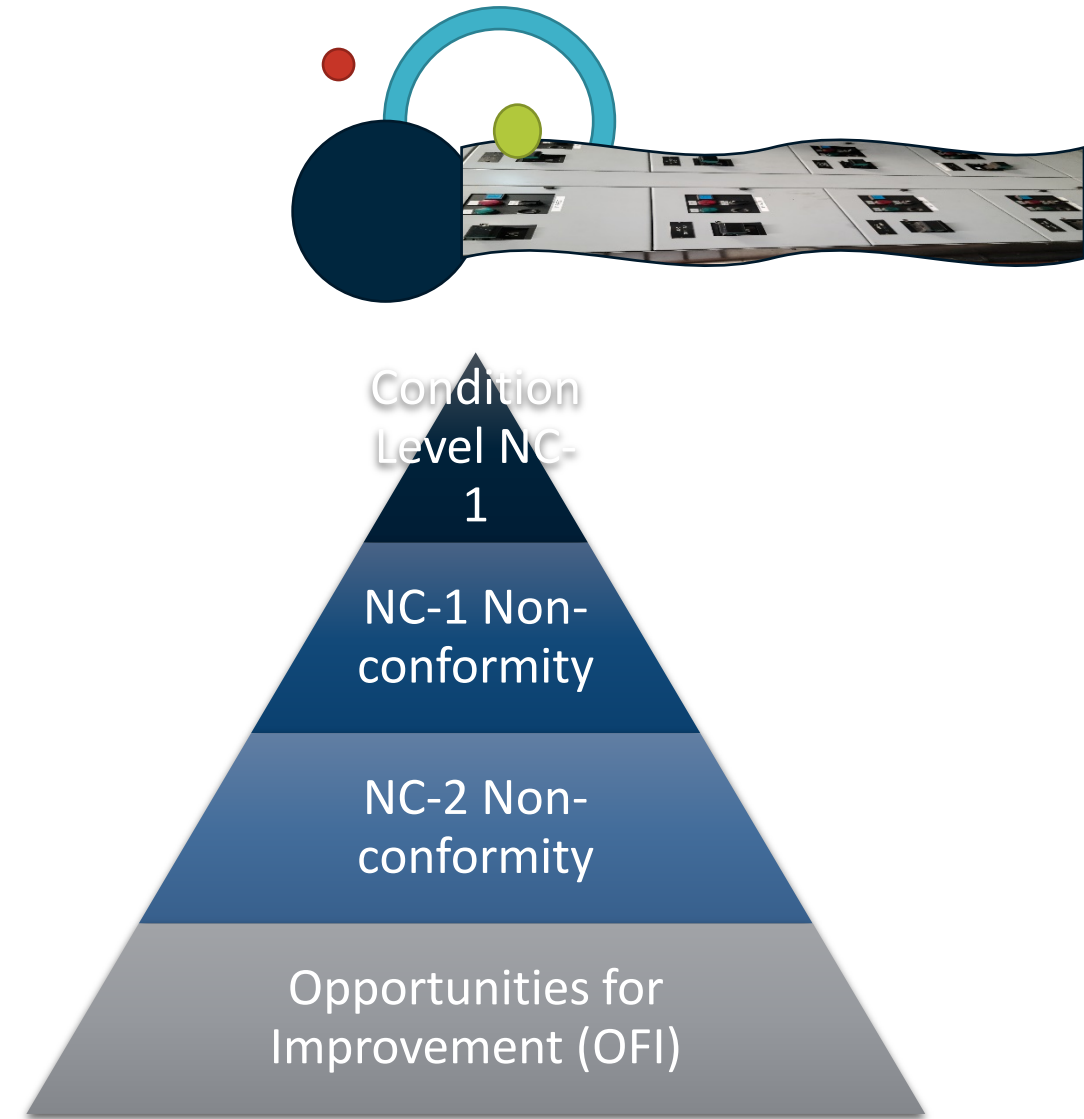 Condition
Level NC-
1
NC-1 Non-
conformity
NC-2 Non-
conformity
Opportunities for
Improvement (OFI)